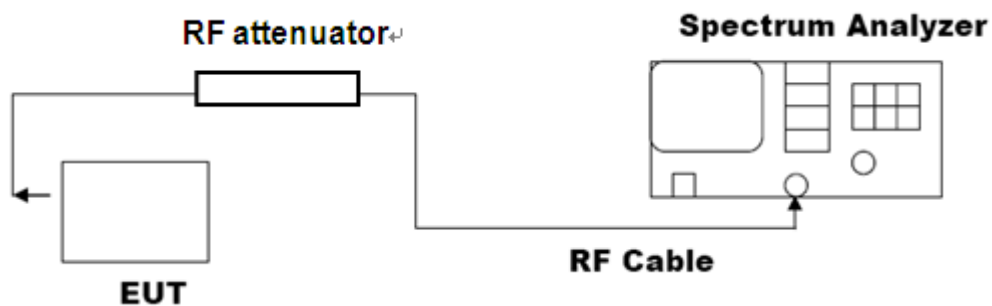 RF attenuator↵
Spectrum Analyzer
RF Cable
EUT